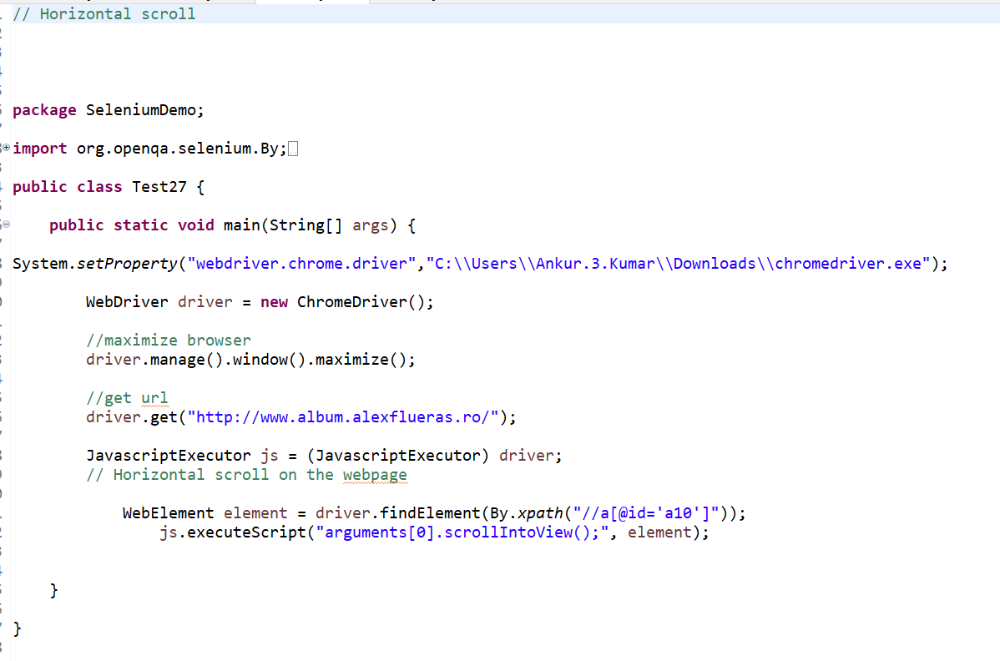 // Horizontal scroll
package SeleniumDemo;
import org.openqa.selenium.By;
public class Test27 {
public static void main(String[] args) {
System.setProperty("webdriver.chrome.driver","C:\\Users\\Ankur.3.Kumar\\Downloads\\chromedriver.exe");
WebDriver driver = new ChromeDriver();
//maximize browser
driver.manage().window().maximize();
//get url
driver.get("http://www.album.alexflueras.ro/");
JavascriptExecutor js = (JavascriptExecutor) driver;
// Horizontal scroll on the webpage
WebElement element = driver.findElement(By.xpath("//a[@id='a10']"));
js.executeScript("arguments[0].scrollIntoView();", element);
}
}